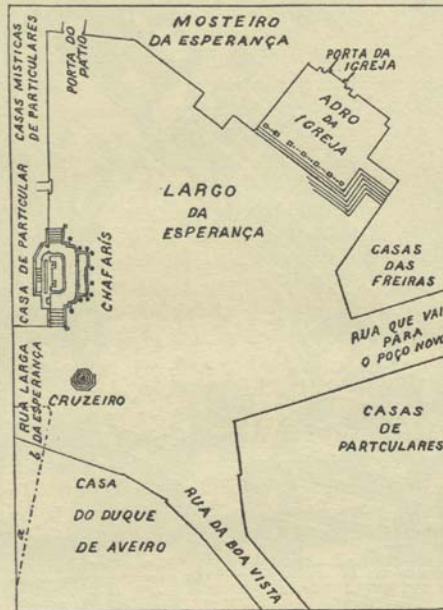 MOSTEIRO
DA ESPERANÇA
CASAS MISTICAS
DE PARTICULARES
PORTA DO
PÁTIO
PORTA DA
IGREJA
ADRO
DA
IGREJA
LARGO
DA
ESPERANÇA
CASA DE PARTICULAR
CHAFARÍS
CASAS
DAS
FREIRAS
RUA QUE VAI
PARA
O POÇO NOVO
RUA LARGA
DA ESPERANÇA
CRUZEIRO
CASAS
DE
PARTCULARES
b
a
CASA
DO DUQUE
DE AVEIRO
RUA DA BOA VISTA